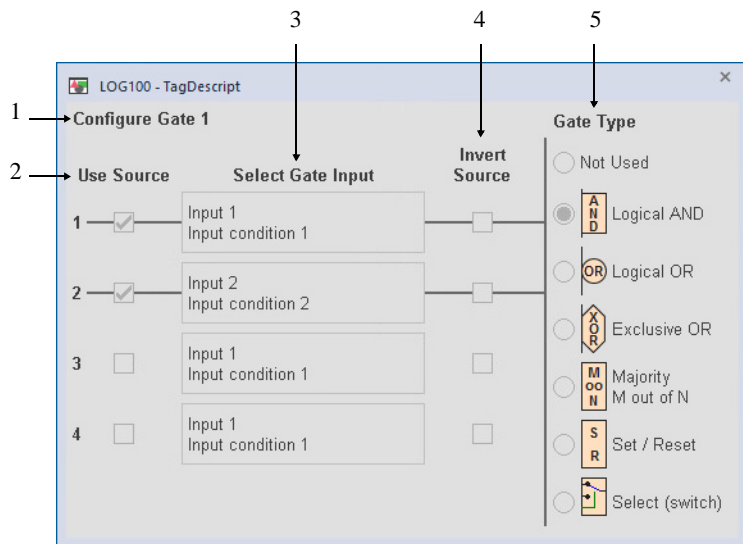 3 4 5
LOG100 - TagDescript
1 Configure Gate 1
Gate Type
2 Use Source
Select Gate Input
Invert
Source
1
Input 1
Input condition 1
2
Input 2
Input condition 2
3
Input 1
Input condition 1
4
Input 1
Input condition 1
Not Used
AND Logical AND
OR Logical OR
XOR Exclusive OR
M
oo
N
Majority
M out of N
S
R
Set / Reset
Select (switch)